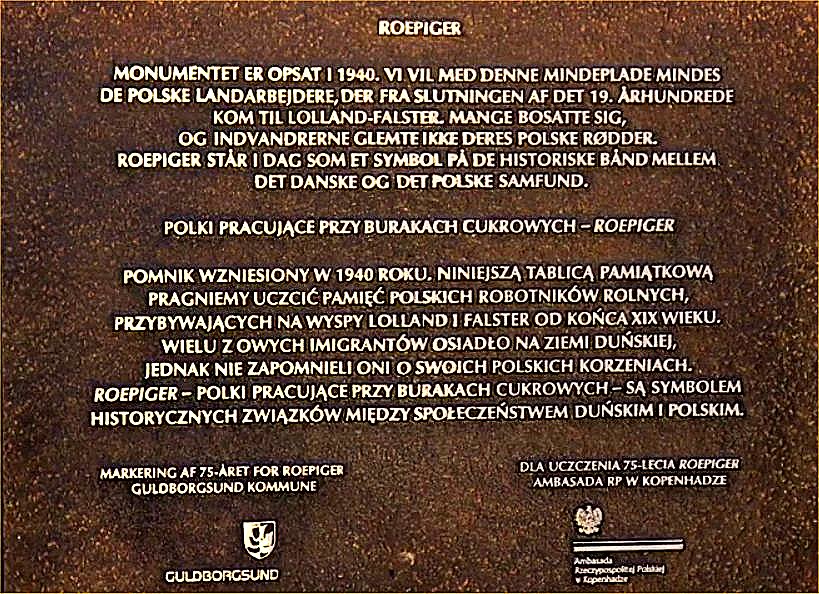 ROEPIGER
MONUMENTET ER OPSAT I 1940. VI VIL MED DENNE MINDEPLADE MINDES
DE POLSKE LANDARBEJDERE, DER FRA SLUTNINGEN AF DET 19. ÅRHUNDREDE
KOM TIL LOLLAND-FALSTER. MANGE BOSATTE SIG,
OG INDVANDRERNE GLEMTE IKKE DERES POLSKE RØDDER.
ROEPIGER STÅR I DAG SOM ET SYMBOL PÅ DE HISTORISKE BÅND MELLEM
DET DANSKE OG DET POLSKE SAMFUND.
POLKI PRACUJĄCE PRZY BURAKACH CUKROWYCH – ROEPIGER
POMNIK WZNIESIONY W 1940 ROKU. NINIEJSZĄ TABLICĄ PAMIĄTKOWĄ
PRAGNIEMY UCZCIĆ PAMIĘĆ POLSKICH ROBOTNIKÓW ROLNYCH,
PRZYBYWAJĄCYCH NA WYSPY LOLLAND I FALSTER OD KOŃCA XIX WIEKU.
WIELU Z OWYCH IMIGRANTÓW OSIADŁO NA ZIEMI DUŃSKIEJ,
JEDNAK NIE ZAPOMNIELI ONI O SWOICH POLSKICH KORZENIACH.
ROEPIGER – POLKI PRACUJĄCE PRZY BURAKACH CUKROWYCH – SĄ SYMBOLEM
HISTORYCZNYCH ZWIĄZKÓW MIĘDZY SPOŁECZEŃSTWEM DUŃSKIM I POLSKIM.
MARKERING AF 75-ÅRET FOR ROEPIGER
GULDBORGSUND KOMMUNE
GULDBORGSUND
DLA UCZCZENIA 75-LECIA ROEPIGER
AMBASADA RP W KOPENHADZE
Ambasada
Rzeczypospolitej Polskiej
w Kopenhadze